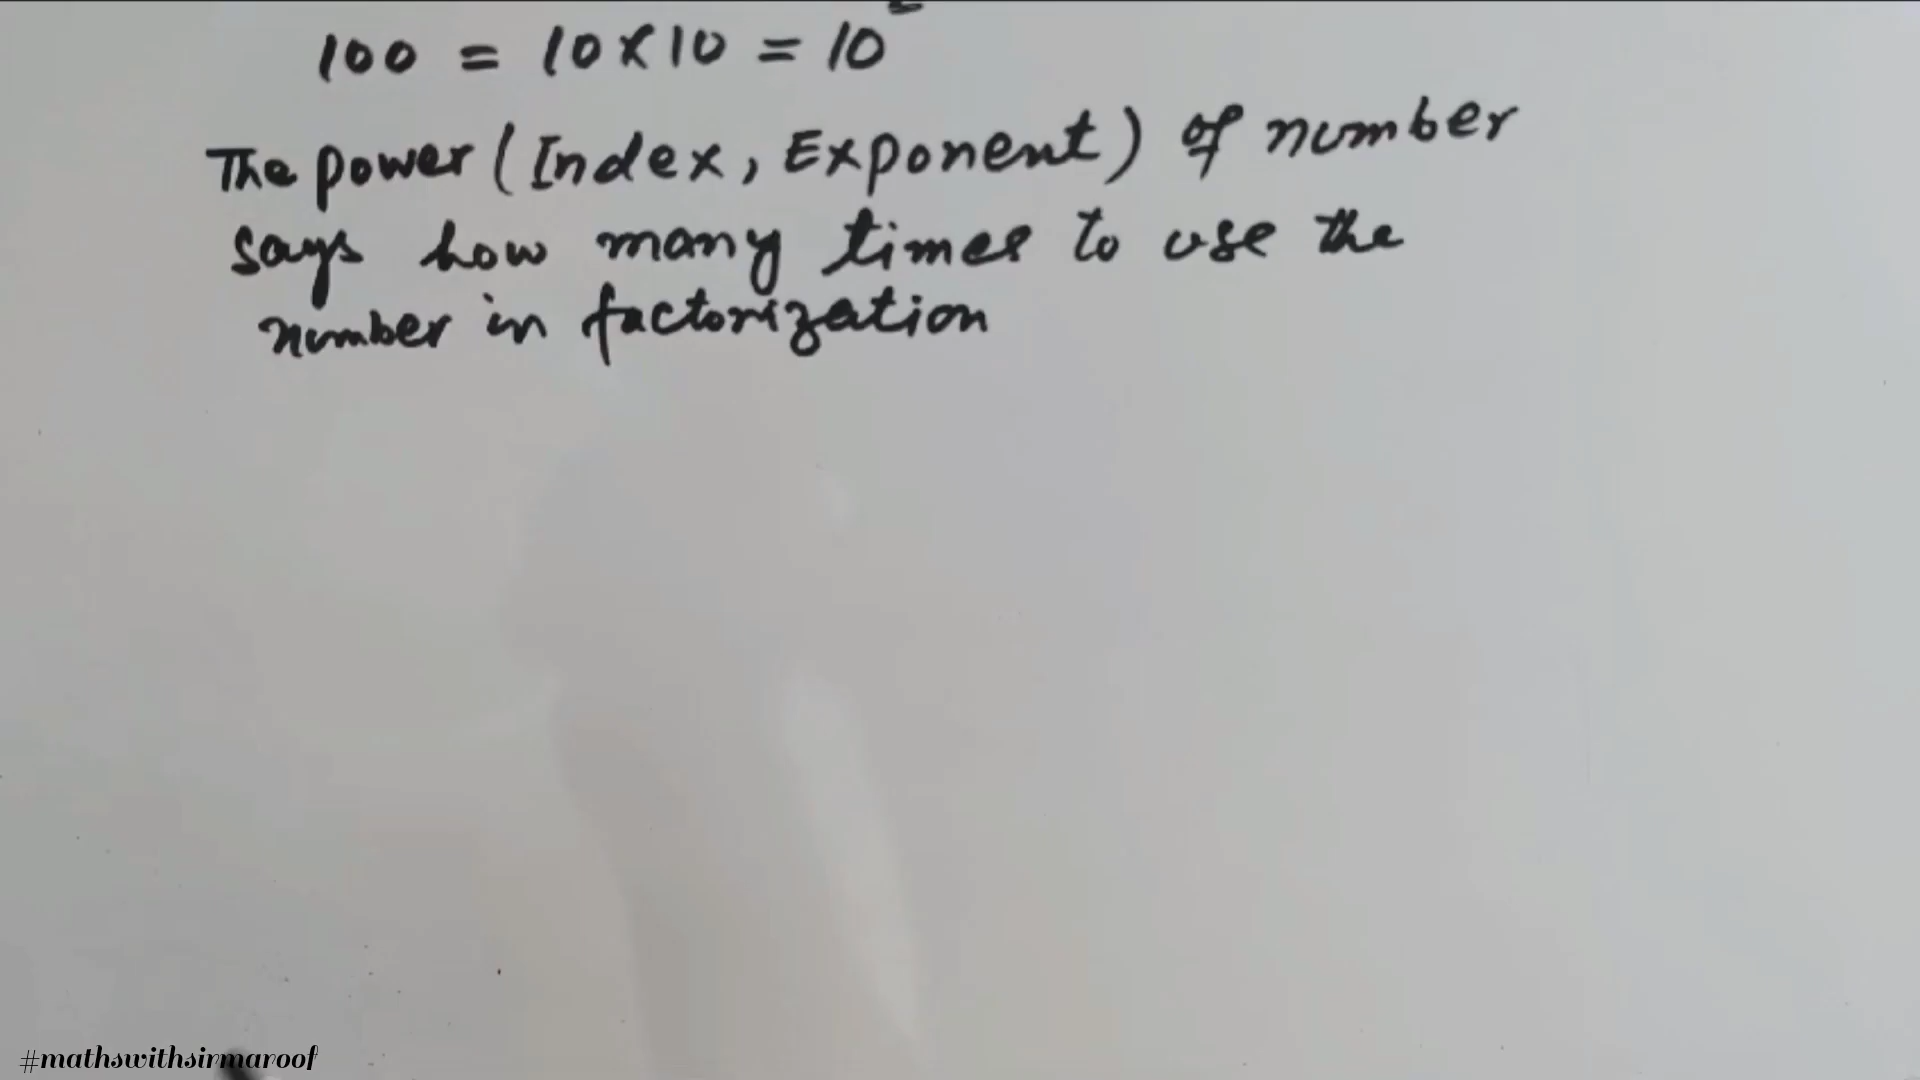 100 = 10 x 10 = 10
The power (Index, Exponent) of number
says how many times to use the
number in factorization
#mathswithsirmaroof